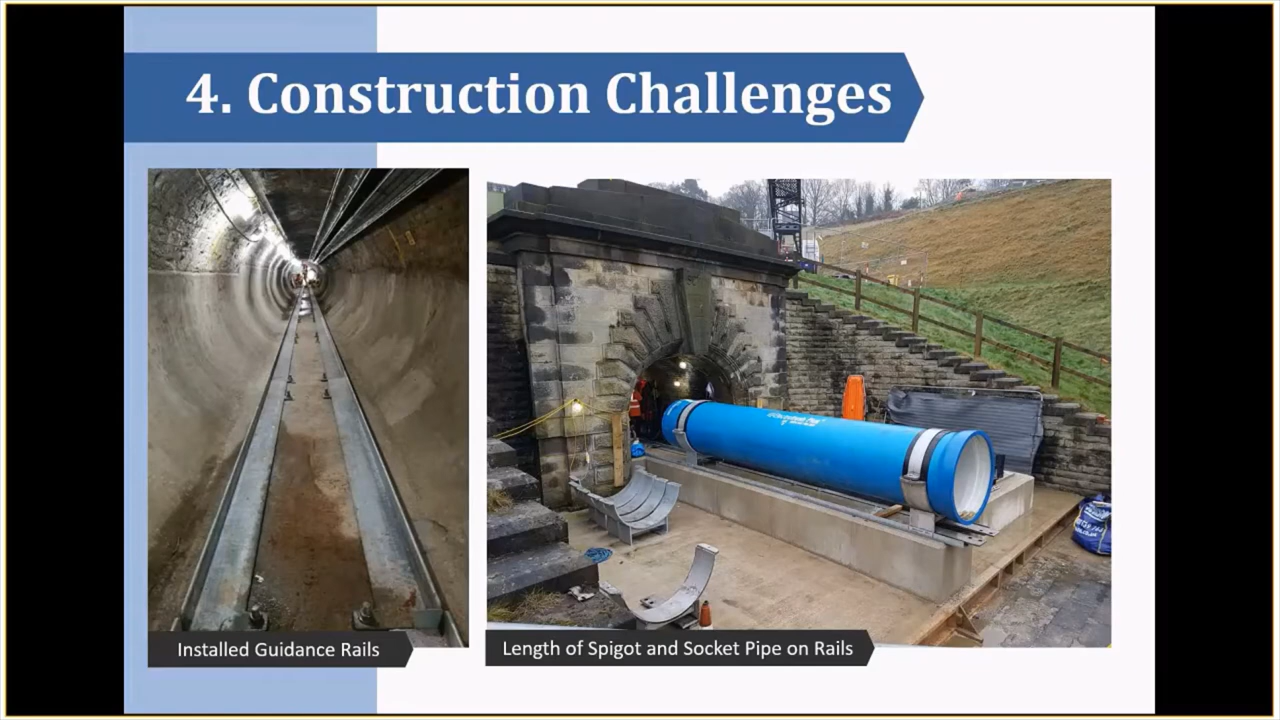 4. Construction Challenges
Installed Guidance Rails
Length of Spigot and Socket Pipe on Rails